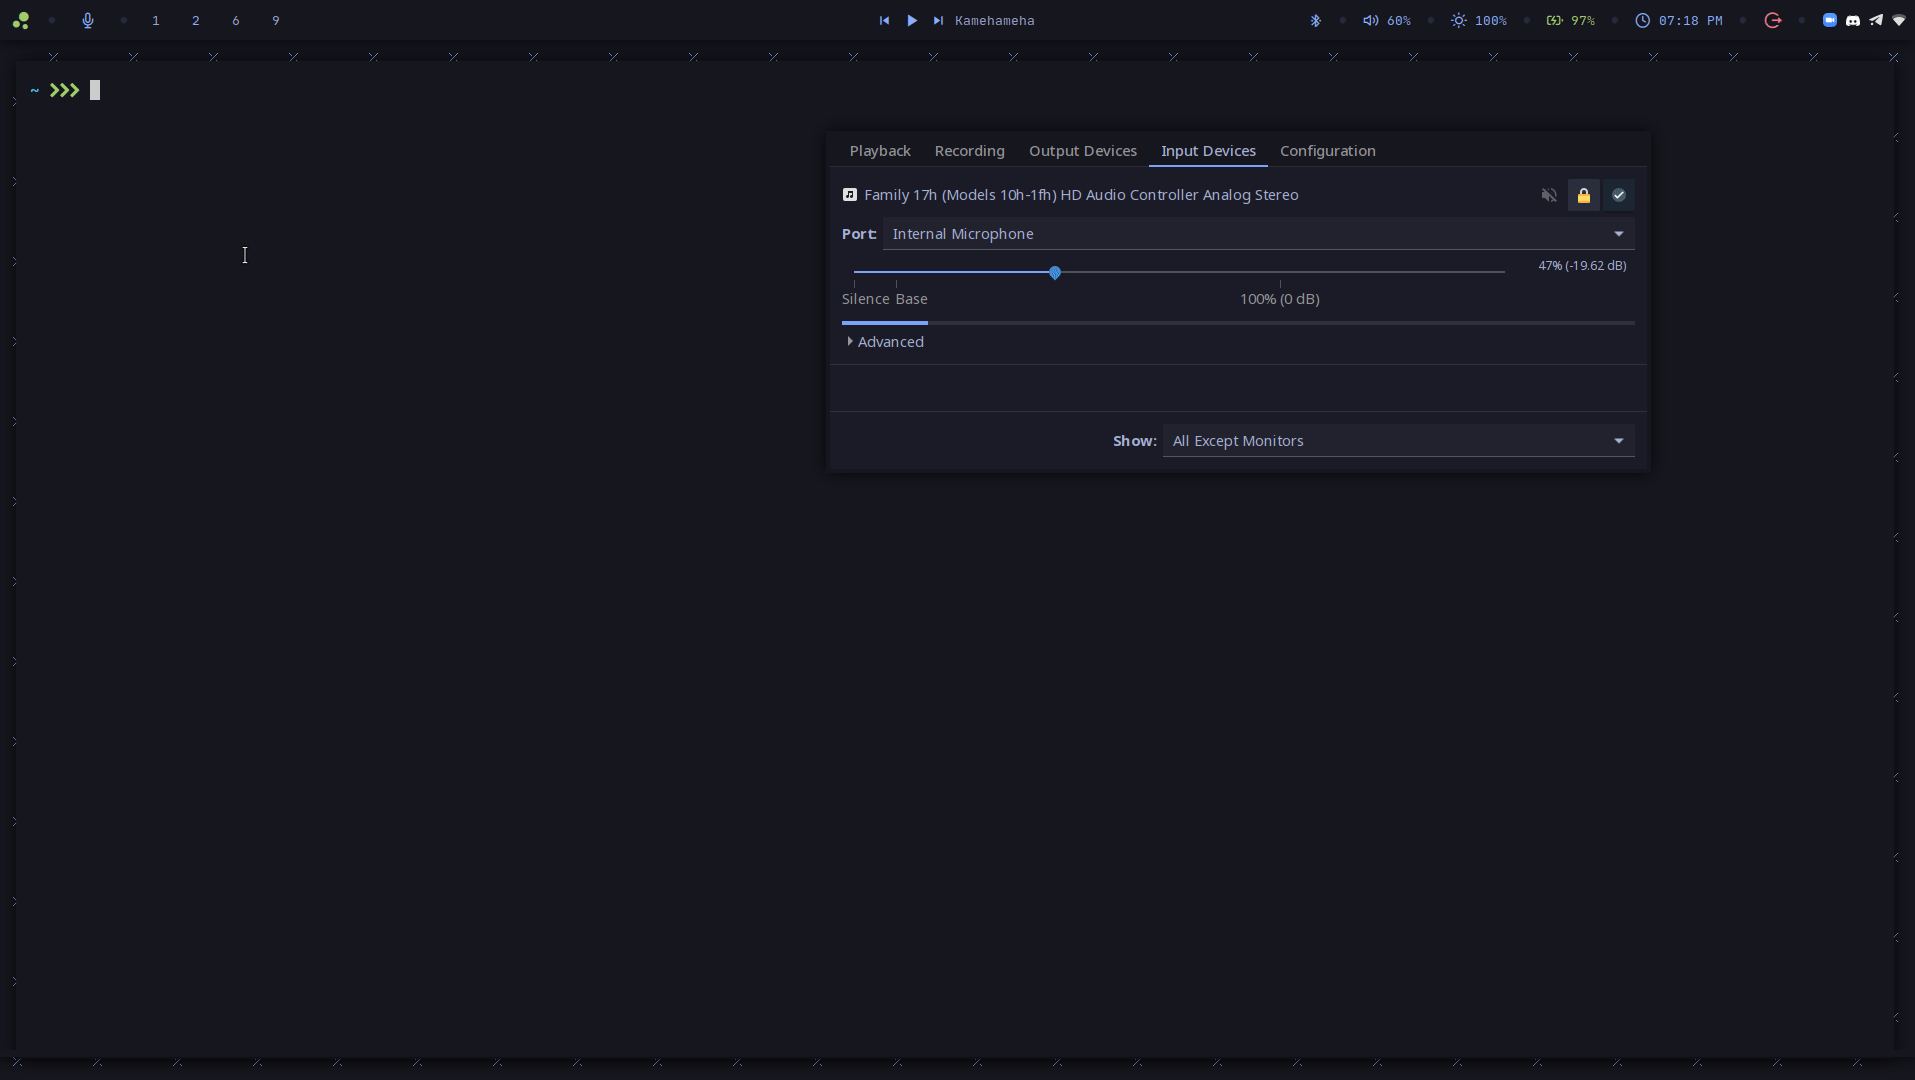 1 2 6 9 Kamehameha 60% 100% 97% 07:18 PM
~ >>>
Playback Recording Output Devices Input Devices Configuration
Family 17h (Models 10h-1fh) HD Audio Controller Analog Stereo
Port: Internal Microphone
47% (-19.62 dB)
Silence Base 100% (0 dB)
Advanced
Show: All Except Monitors